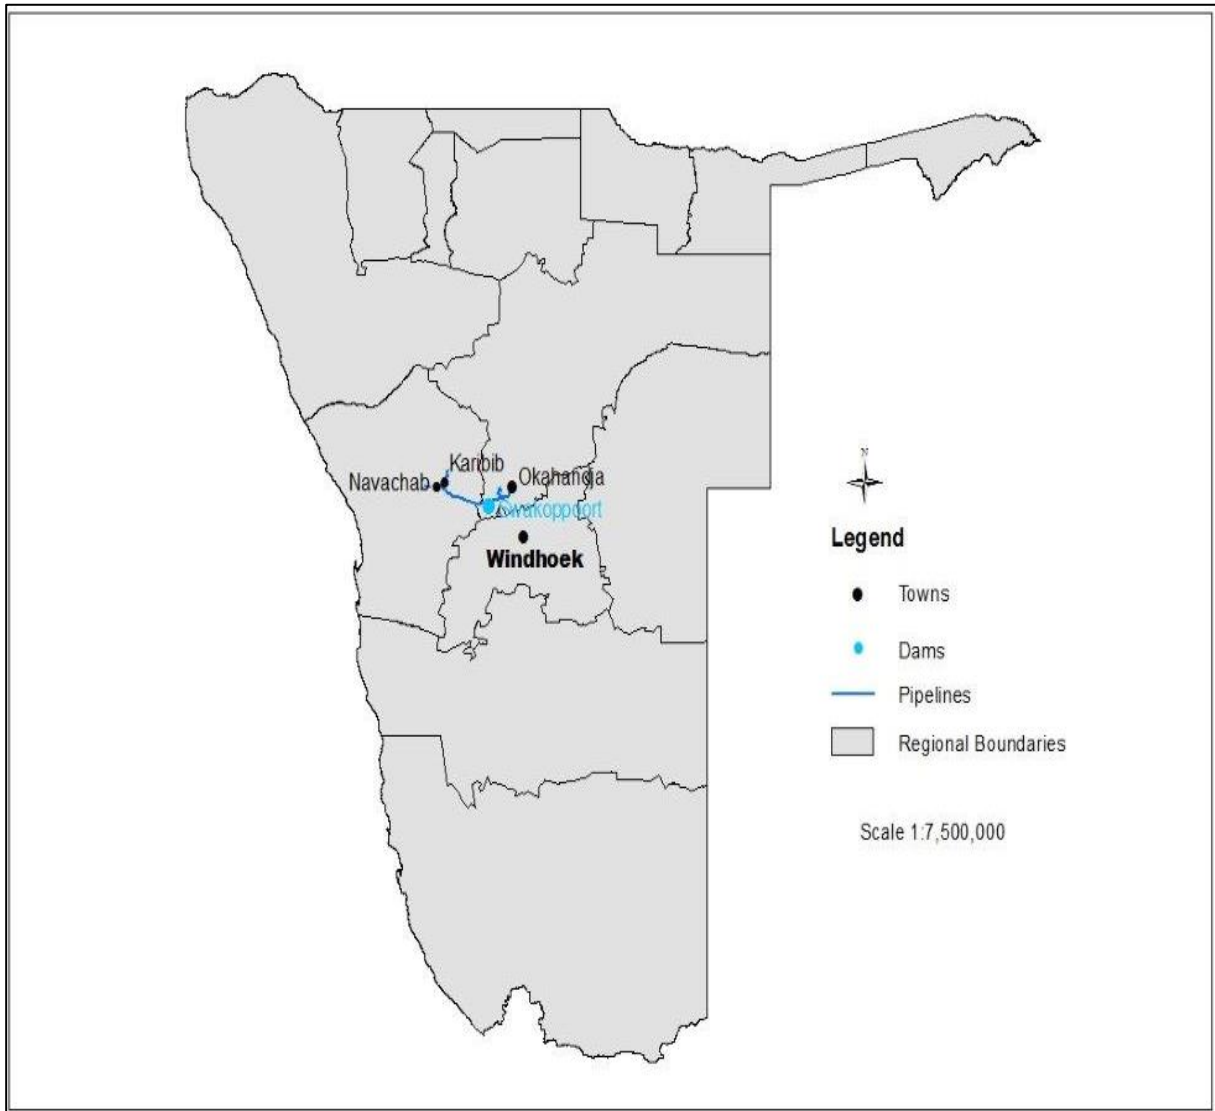 Karibib
Navachab
Okahandja
Swakoppoort
Windhoek
N
Legend
Towns
Dams
Pipelines
Regional Boundaries
Scale 1:7,500,000